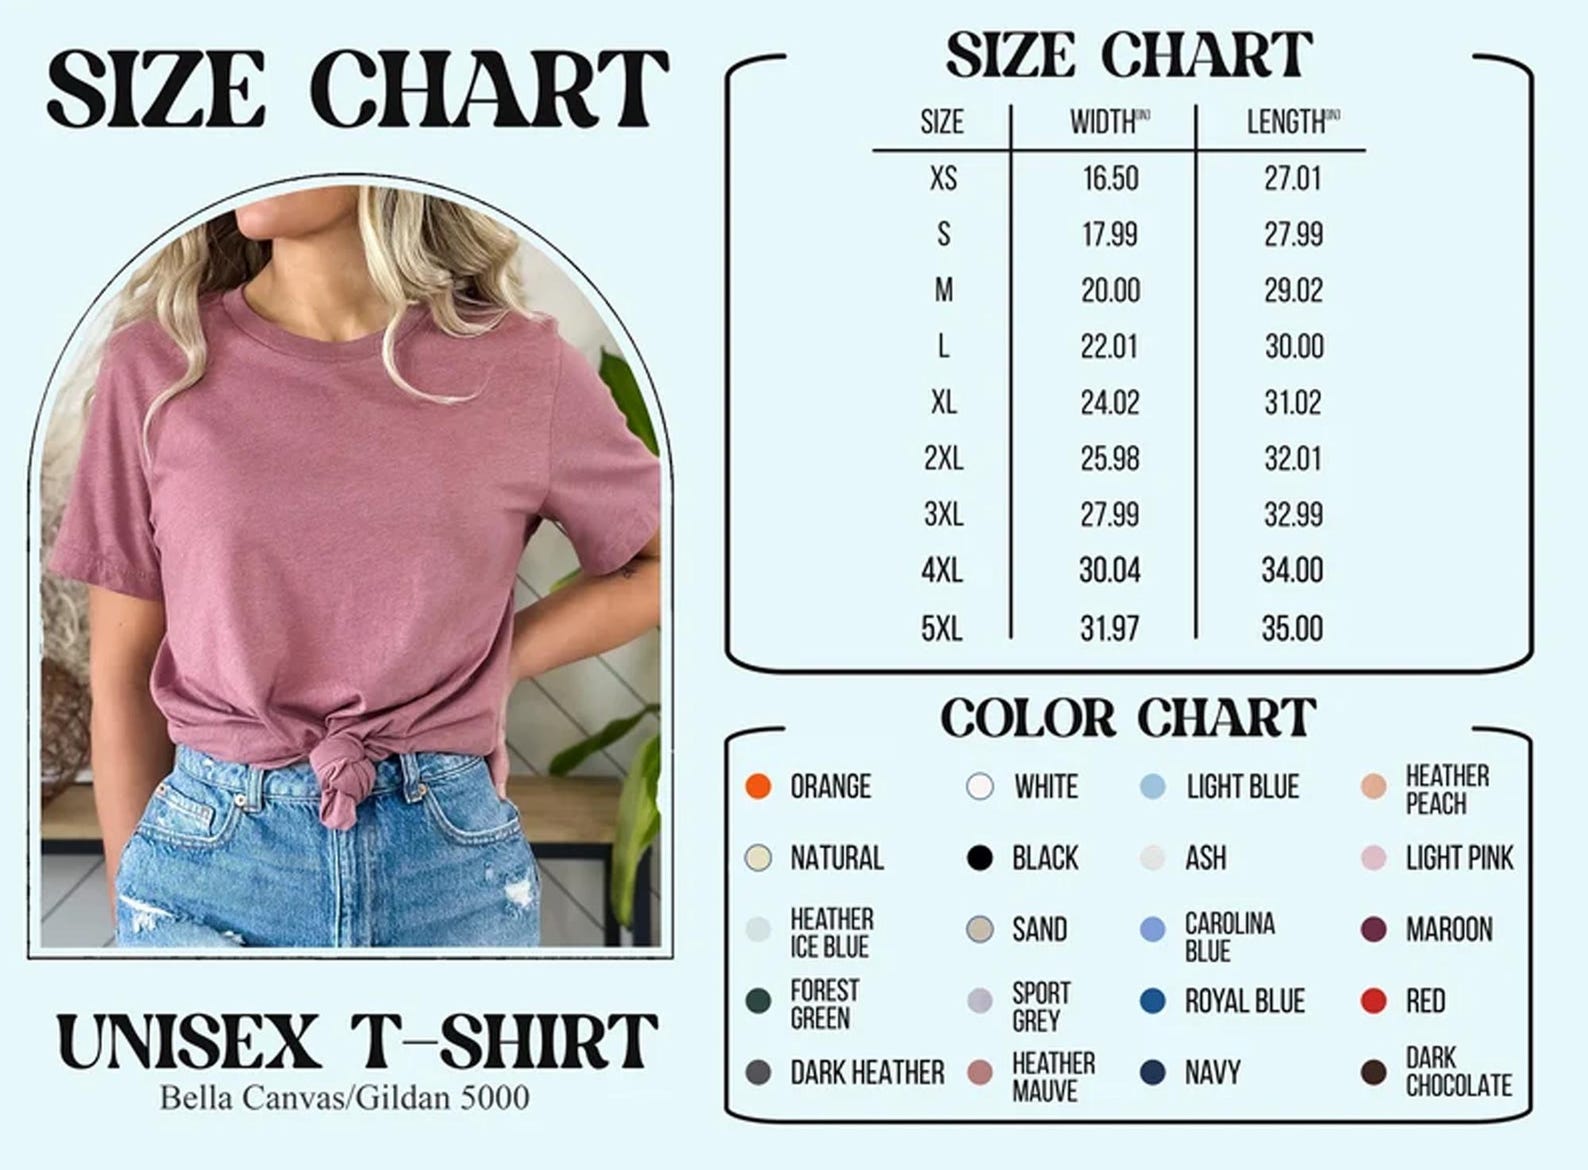 SIZE CHART
UNISEX T-SHIRT
Bella Canvas/Gildan 5000
SIZE CHART
SIZE WIDTH(IN) LENGTH(IN)
XS 16.50 27.01
S 17.99 27.99
M 20.00 29.02
L 22.01 30.00
XL 24.02 31.02
2XL 25.98 32.01
3XL 27.99 32.99
4XL 30.04 34.00
5XL 31.97 35.00
COLOR CHART
ORANGE WHITE LIGHT BLUE HEATHER
PEACH
NATURAL BLACK ASH LIGHT PINK
HEATHER
ICE BLUE
SAND
CAROLINA
BLUE
MAROON
FOREST
GREEN
SPORT
GREY
ROYAL BLUE RED
DARK HEATHER
HEATHER
MAUVE
NAVY
DARK
CHOCOLATE